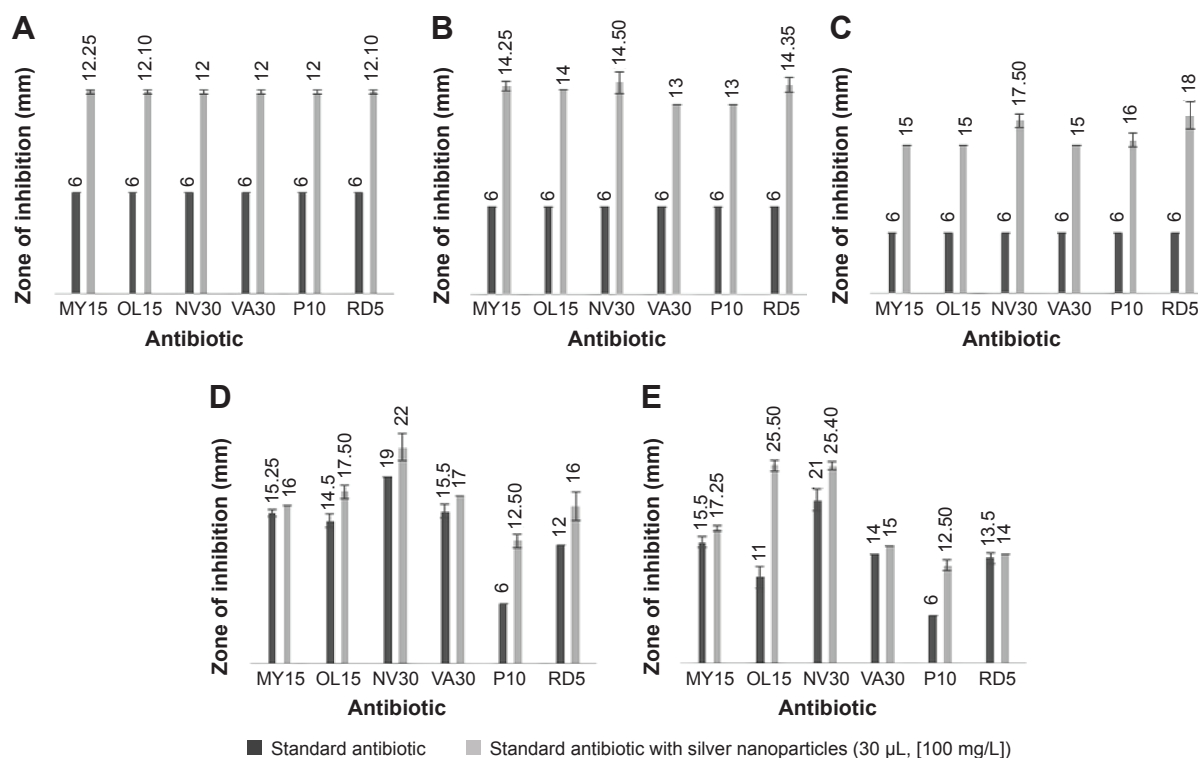 A
Zone of inhibition (mm)
6 12.25 6 12.10 6 12 6 12 6 12 6 12.10
MY15 OL15 NV30 VA30 P10 RD5
Antibiotic
B
Zone of inhibition (mm)
6 14.25 6 14 6 14.50 6 13 6 13 6 14.35
MY15 OL15 NV30 VA30 P10 RD5
Antibiotic
C
Zone of inhibition (mm)
6 15 6 15 6 17.50 6 15 6 16 6 18
MY15 OL15 NV30 VA30 P10 RD5
Antibiotic
D
Zone of inhibition (mm)
15.25 16 14.5 17.50 19 22 15.5 17 6 12.50 12 16
MY15 OL15 NV30 VA30 P10 RD5
Antibiotic
E
Zone of inhibition (mm)
15.5 17.25 11 25.50 21 25.40 14 15 6 12.50 13.5 14
MY15 OL15 NV30 VA30 P10 RD5
Antibiotic
Standard antibiotic Standard antibiotic with silver nanoparticles (30 µL, [100 mg/L])